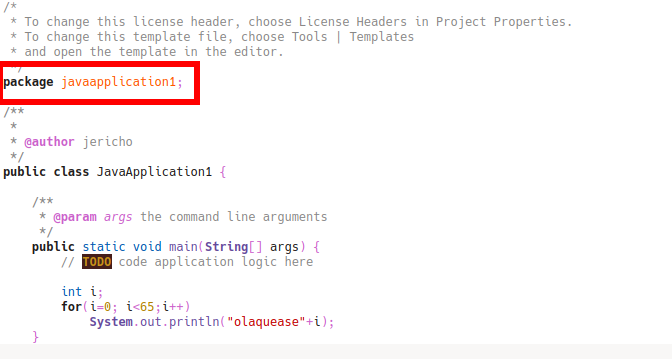 /*
 * To change this license header, choose License Headers in Project Properties.
 * To change this template file, choose Tools | Templates
 * and open the template in the editor.
 */
package javaapplication1;
/**
 *
 * @author jericho
 */
public class JavaApplication1 {
    /**
     * @param args the command line arguments
     */
    public static void main(String[] args) {
        // TODO code application logic here
        int i;
        for(i=0; i<65;i++)
            System.out.println("olaquease"+i);
    }